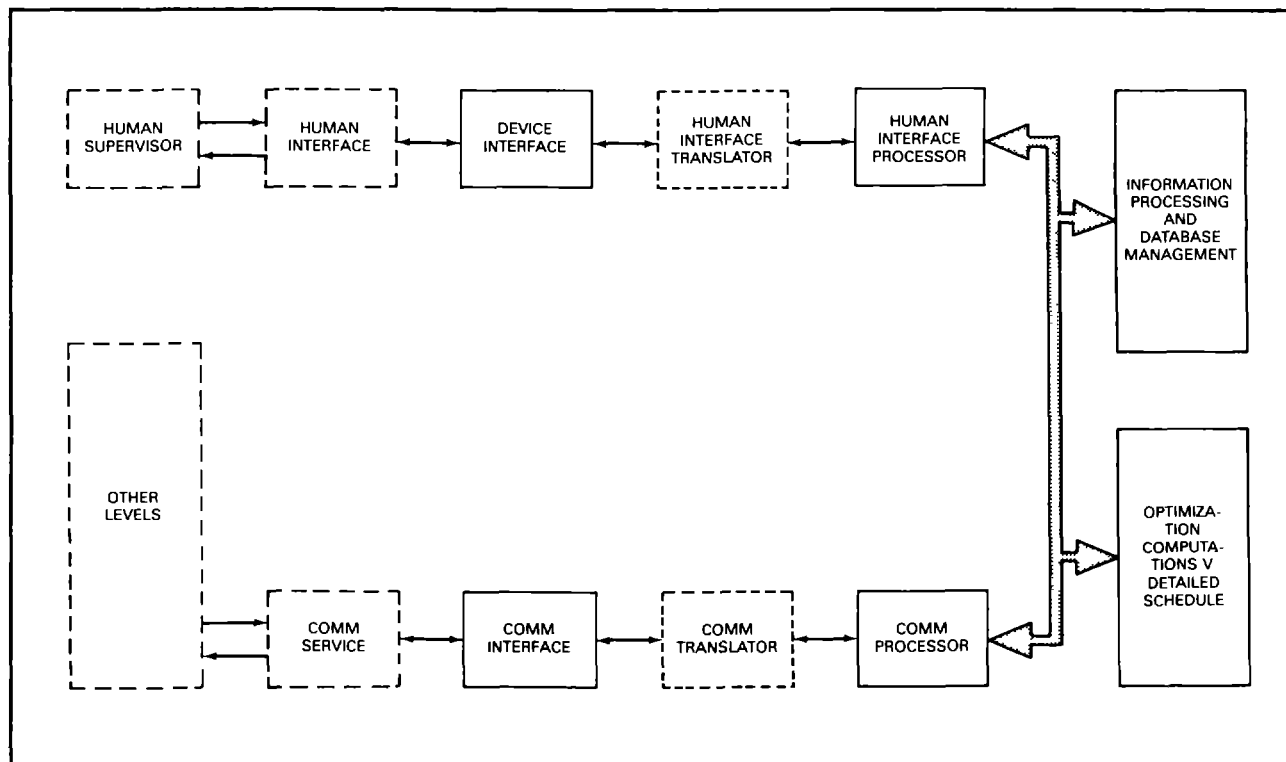 HUMAN
SUPERVISOR
HUMAN
INTERFACE
DEVICE
INTERFACE
HUMAN
INTERFACE
TRANSLATOR
HUMAN
INTERFACE
PROCESSOR
INFORMATION
PROCESSING
AND
DATABASE
MANAGEMENT
OTHER
LEVELS
COMM
SERVICE
COMM
INTERFACE
COMM
TRANSLATOR
COMM
PROCESSOR
OPTIMIZA-
TION
COMPUTA-
TIONS V
DETAILED
SCHEDULE